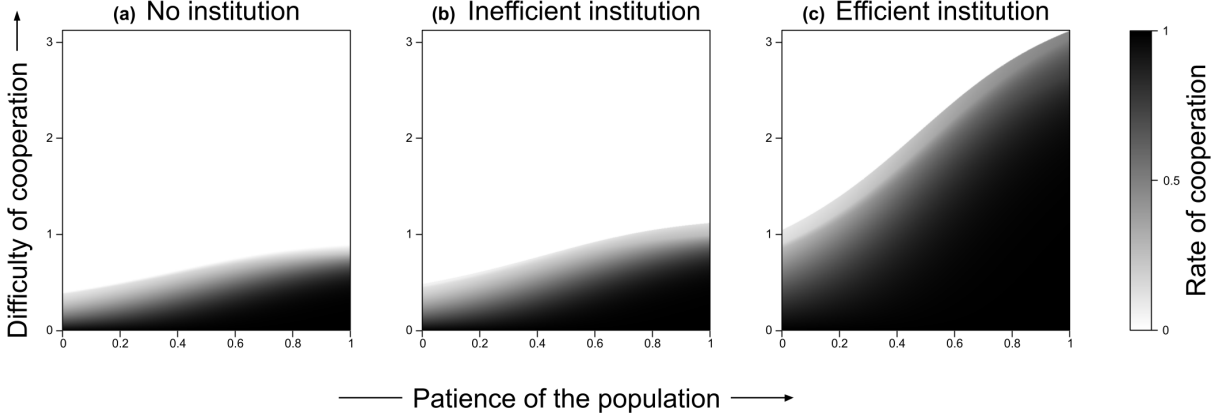 (a) No institution
(b) Inefficient institution
(c) Efficient institution
Difficulty of cooperation
3
2
1
0
0 0.2 0.4 0.6 0.8 1
3
2
1
0
0 0.2 0.4 0.6 0.8 1
3
2
1
0
0 0.2 0.4 0.6 0.8 1
1
0.5
0
Rate of cooperation
Patience of the population